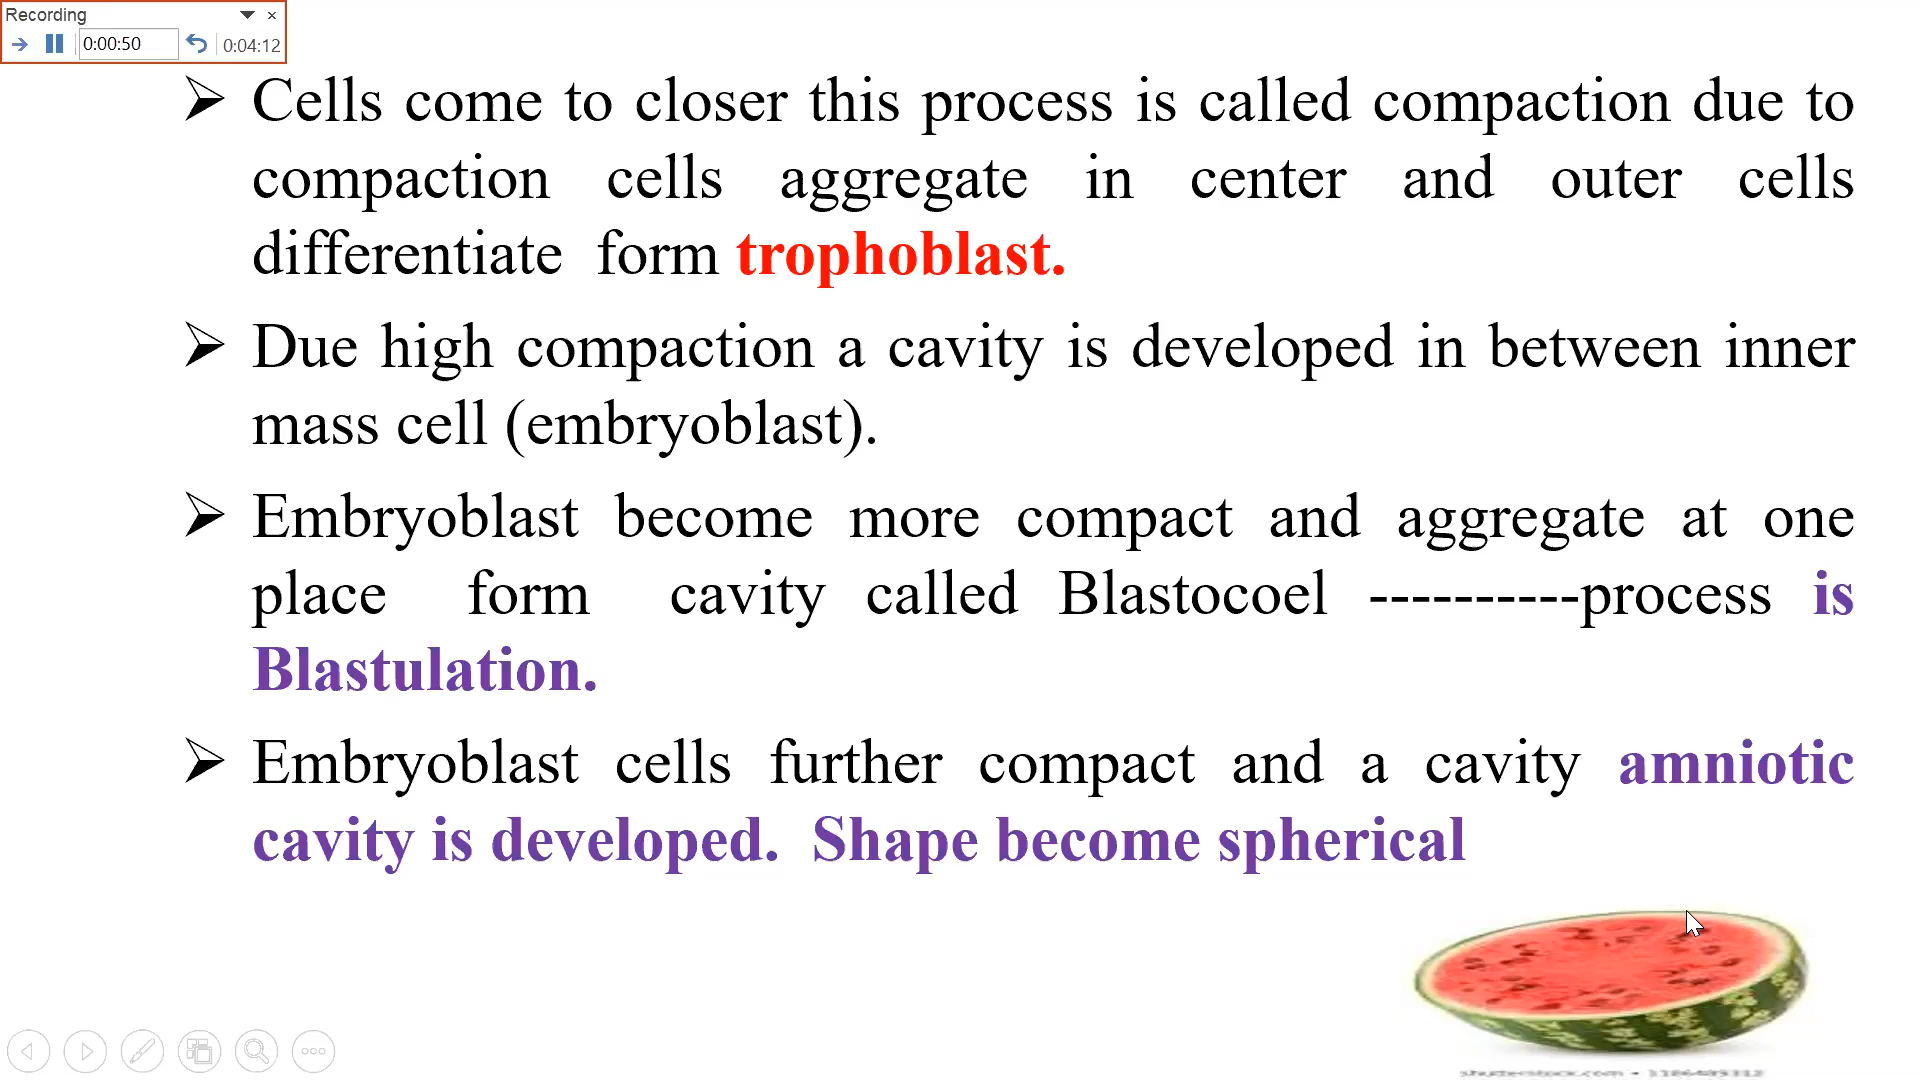 Recording
0:00:50 0:04:12
Cells come to closer this process is called compaction due to
compaction cells aggregate in center and outer cells
differentiate form trophoblast.
Due high compaction a cavity is developed in between inner
mass cell (embryoblast).
Embryoblast become more compact and aggregate at one
place form cavity called Blastocoel ----------process is
Blastulation.
Embryoblast cells further compact and a cavity amniotic
cavity is developed. Shape become spherical
shutterstock.com •